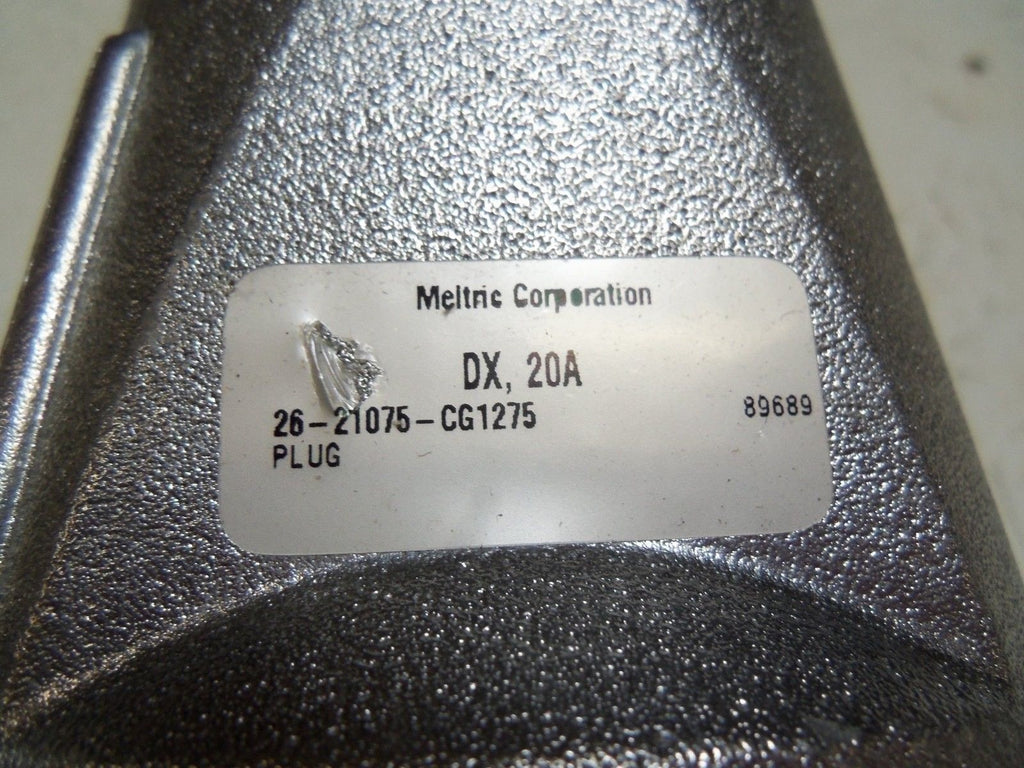 Meltric Corporation
DX, 20A
26-21075-CG1275 89689
PLUG